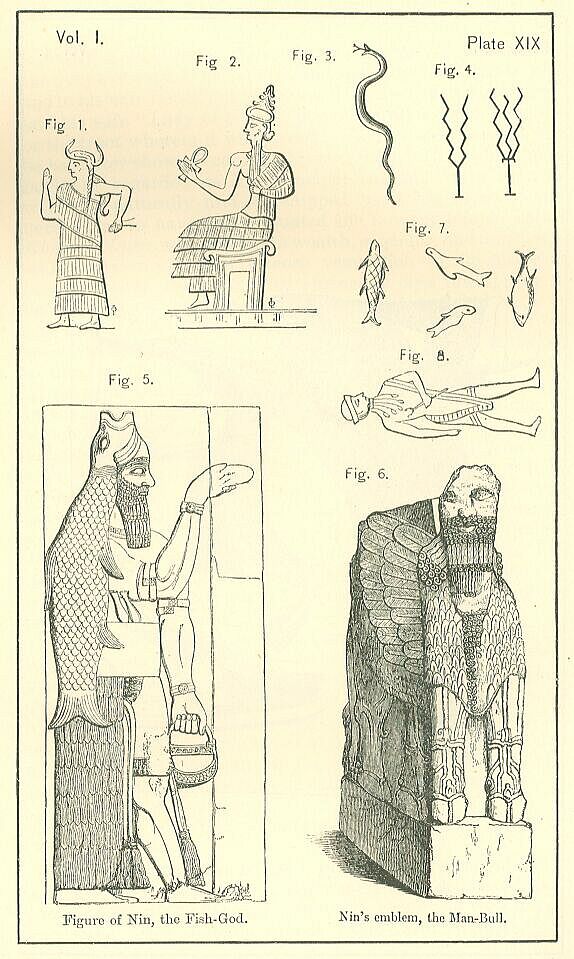 Vol. I.
Plate XIX
Fig 1.
Fig 2.
Fig. 3.
Fig. 4.
Fig. 7.
Fig. 8.
Fig. 5.
Fig. 6.
Figure of Nin, the Fish-God.
Nin's emblem, the Man-Bull.